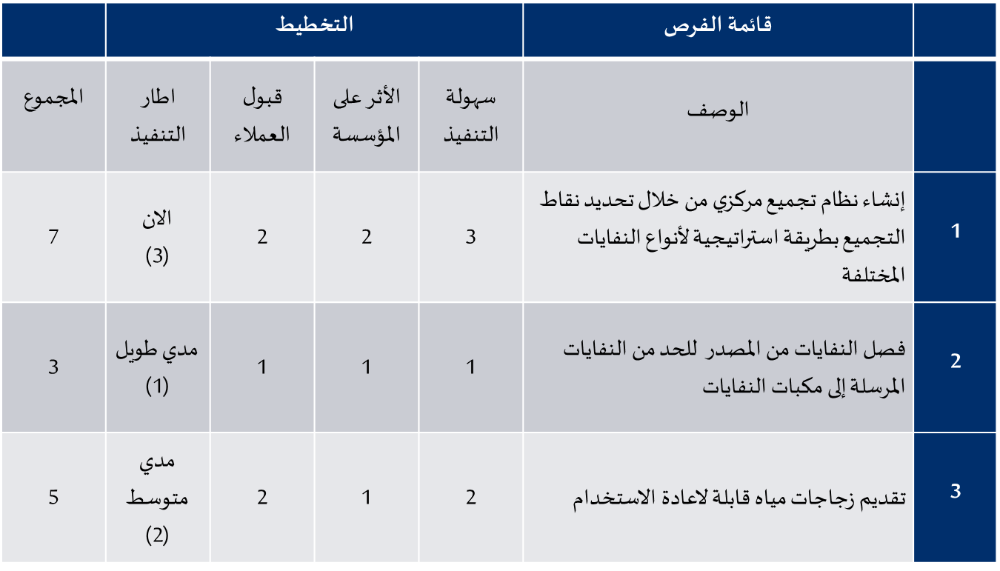 قائمة الفرص
التخطيط
الوصف
سهولة
التنفيذ
الأثر على
المؤسسة
قبول
العملاء
اطار
التنفيذ
المجموع
1
إنشاء نظام تجميع مركزي من خلال تحديد نقاط
التجميع بطريقة استراتيجية لأنواع النفايات
المختلفة
3
2
2
الان
(3)
7
2
فصل النفايات من المصدر للحد من النفايات
المرسلة إلى مكبات النفايات
1
1
1
مدي طويل
(1)
3
3
تقديم زجاجات مياه قابلة لاعادة الاستخدام
2
1
2
مدي
متوسط
(2)
5